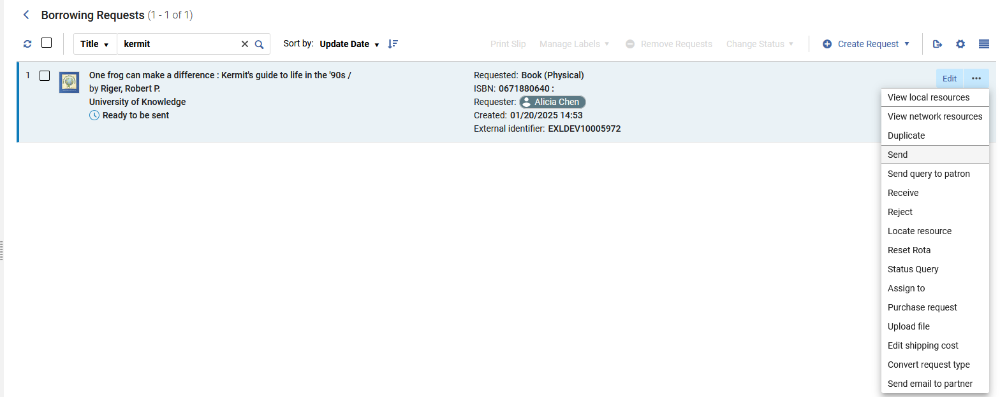 Borrowing Requests (1 - 1 of 1)
Title kermit Sort by: Update Date Print Slip Manage Labels Remove Requests Change Status Create Request
1 One frog can make a difference : Kermit's guide to life in the '90s /
by Riger, Robert P.
University of Knowledge
Ready to be sent
Requested: Book (Physical)
ISBN: 0671880640 :
Requester: Alicia Chen
Created: 01/20/2025 14:53
External identifier: EXLDEV10005972
Edit
View local resources
View network resources
Duplicate
Send
Send query to patron
Receive
Reject
Locate resource
Reset Rota
Status Query
Assign to
Purchase request
Upload file
Edit shipping cost
Convert request type
Send email to partner